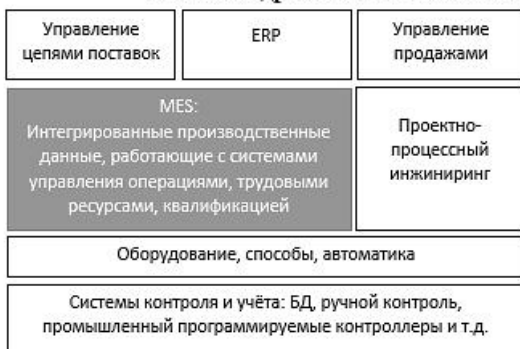 Управление
цепями поставок
ERP
Управление
продажами
MES:
Интегрированные производственные
данные, работающие с системами
управления операциями, трудовыми
ресурсами, квалификацией
Проектно-
процессный
инжиниринг
Оборудование, способы, автоматика
Системы контроля и учёта: БД, ручной контроль,
промышленный программируемые контроллеры и т.д.